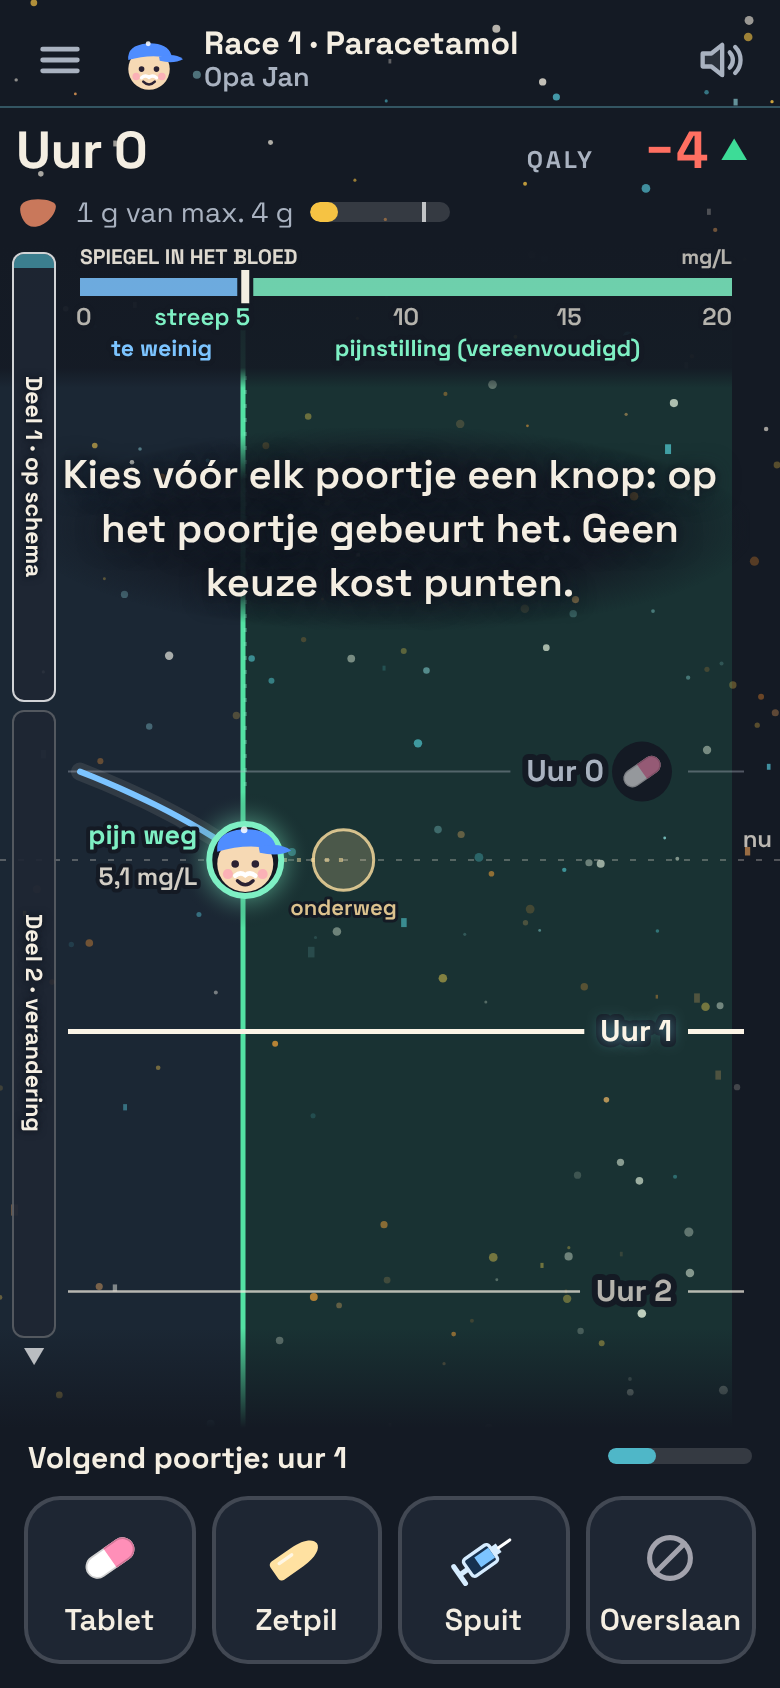 Race 1 · Paracetamol
Opa Jan
Uur 0
QALY
-4
1 g van max. 4 g
SPIEGEL IN HET BLOED
mg/L
0
streep 5
10
15
20
te weinig
pijnstilling (vereenvoudigd)
Deel 1 · op schema
Kies vóór elk poortje een knop: op
het poortje gebeurt het. Geen
keuze kost punten.
Uur 0
pijn weg
nu
5,1 mg/L
onderweg
Deel 2 · verandering
Uur 1
Uur 2
Volgend poortje: uur 1
Tablet
Zetpil
Spuit
Overslaan